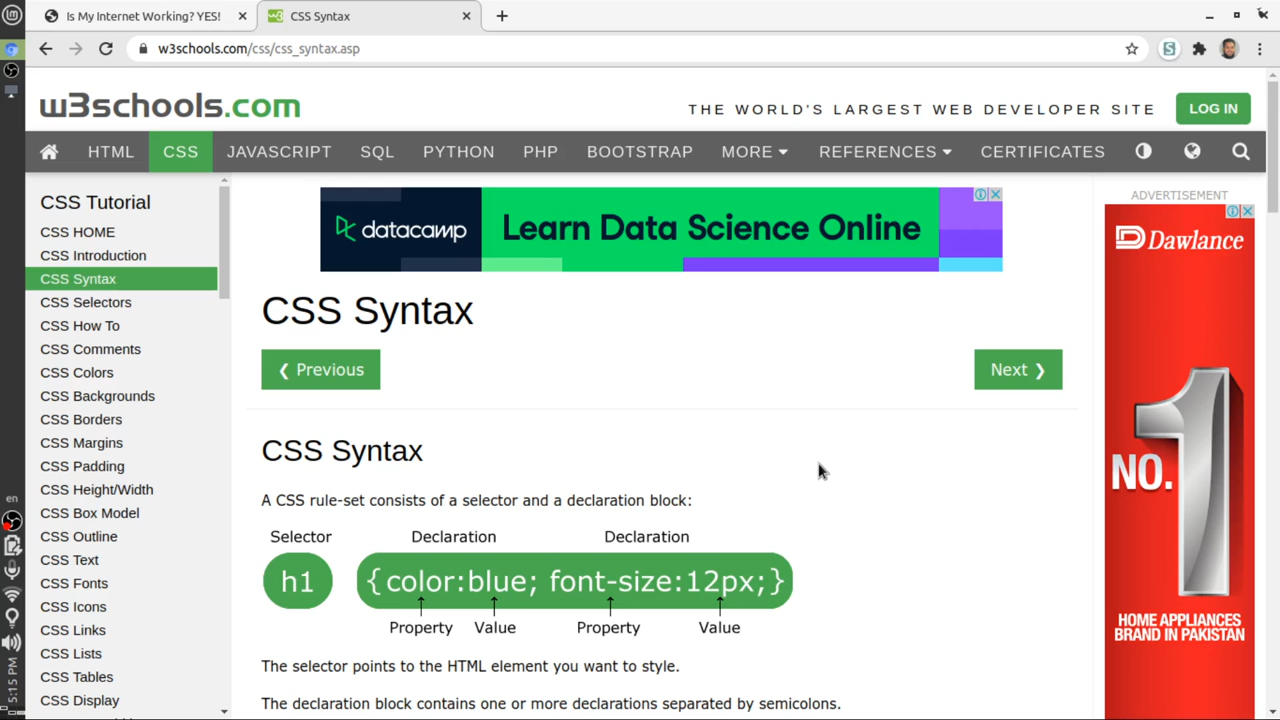 Is My Internet Working? YES!
CSS Syntax
w3schools.com/css/css_syntax.asp
w3schools.com
THE WORLD'S LARGEST WEB DEVELOPER SITE
LOG IN
HTML CSS JAVASCRIPT SQL PYTHON PHP BOOTSTRAP MORE REFERENCES CERTIFICATES
CSS Tutorial
CSS HOME
CSS Introduction
CSS Syntax
CSS Selectors
CSS How To
CSS Comments
CSS Colors
CSS Backgrounds
CSS Borders
CSS Margins
CSS Padding
CSS Height/Width
CSS Box Model
CSS Outline
CSS Text
CSS Fonts
CSS Icons
CSS Links
CSS Lists
CSS Tables
CSS Display
datacamp
Learn Data Science Online
CSS Syntax
❮ Previous
Next ❯
CSS Syntax
A CSS rule-set consists of a selector and a declaration block:
Selector Declaration Declaration
h1 {color:blue; font-size:12px;}
Property Value Property Value
The selector points to the HTML element you want to style.
The declaration block contains one or more declarations separated by semicolons.
ADVERTISEMENT
Dawlance
NO. 1
HOME APPLIANCES
BRAND IN PAKISTAN
en
5:15 PM